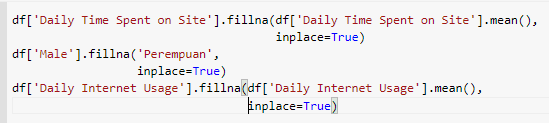 df['Daily Time Spent on Site'].fillna(df['Daily Time Spent on Site'].mean(),
inplace=True)
df['Male'].fillna('Perempuan',
inplace=True)
df['Daily Internet Usage'].fillna(df['Daily Internet Usage'].mean(),
inplace=True)